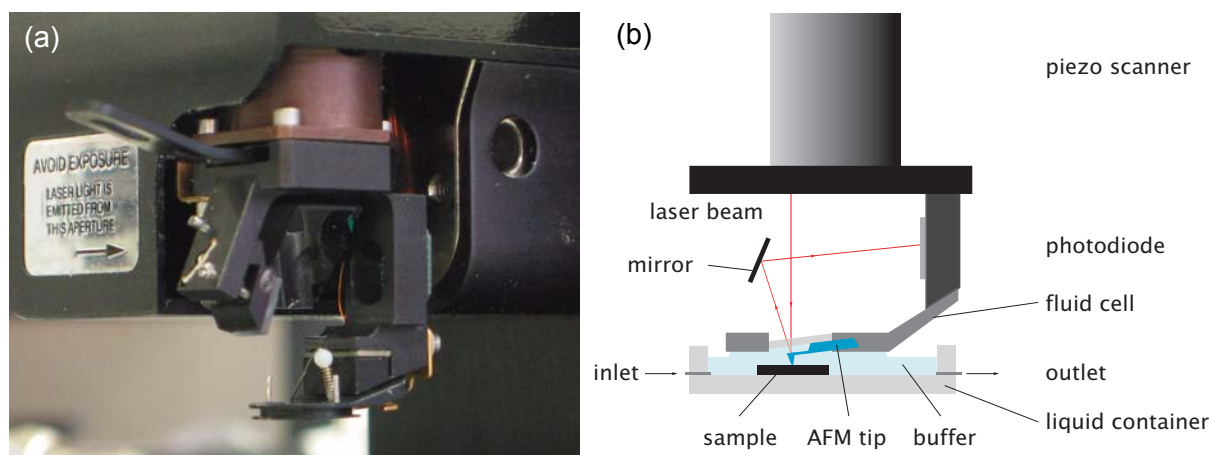 (a)
AVOID EXPOSURE
LASER LIGHT IS
EMITTED FROM
THIS APERTURE
(b)
piezo scanner
laser beam
mirror
photodiode
fluid cell
inlet
outlet
liquid container
sample
AFM tip
buffer